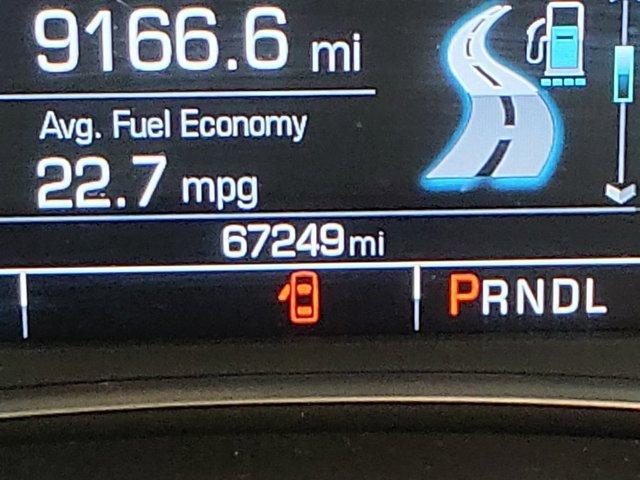 9166.6 mi
Avg. Fuel Economy
22.7 mpg
67249 mi
PRNDL